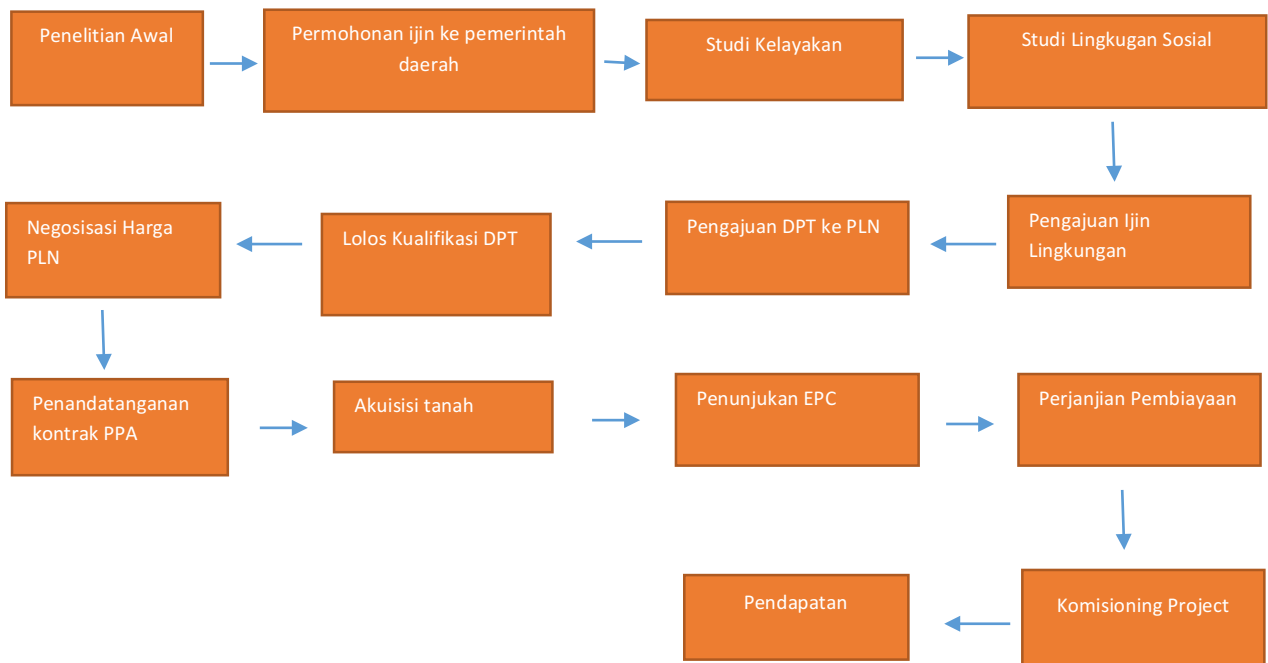 Penelitian Awal
Permohonan ijin ke pemerintah
daerah
Studi Kelayakan
Studi Lingkugan Sosial
Pengajuan Ijin
Lingkungan
Pengajuan DPT ke PLN
Lolos Kualifikasi DPT
Negosisasi Harga
PLN
Penandatanganan
kontrak PPA
Akuisisi tanah
Penunjukan EPC
Perjanjian Pembiayaan
Komisioning Project
Pendapatan